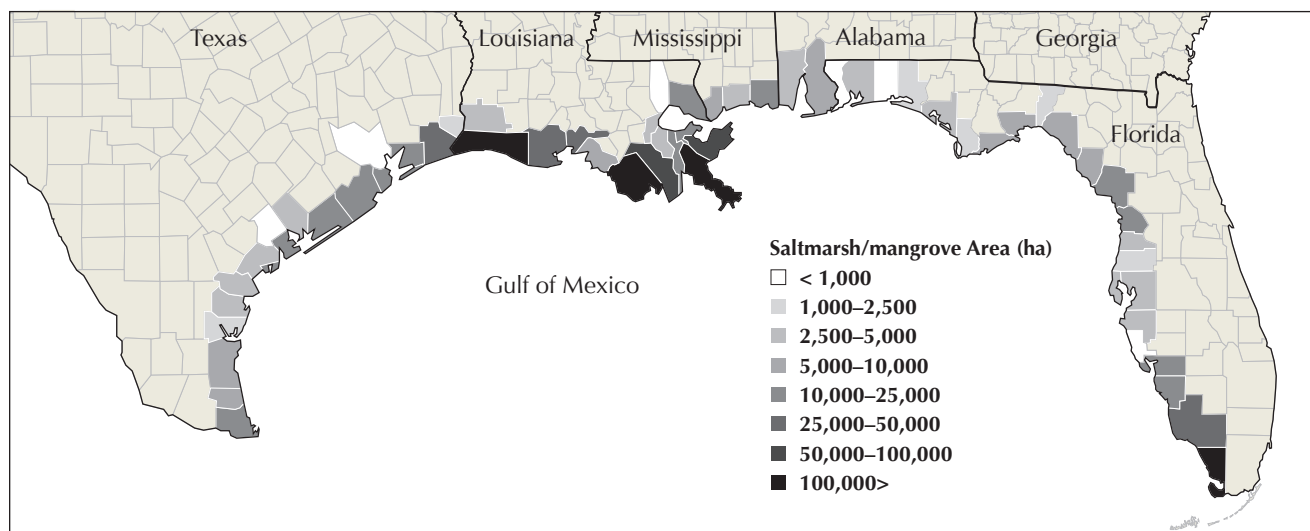 Texas
Louisiana
Mississippi
Alabama
Georgia
Florida
Gulf of Mexico
Saltmarsh/mangrove Area (ha)
< 1,000
1,000–2,500
2,500–5,000
5,000–10,000
10,000–25,000
25,000–50,000
50,000–100,000
100,000>